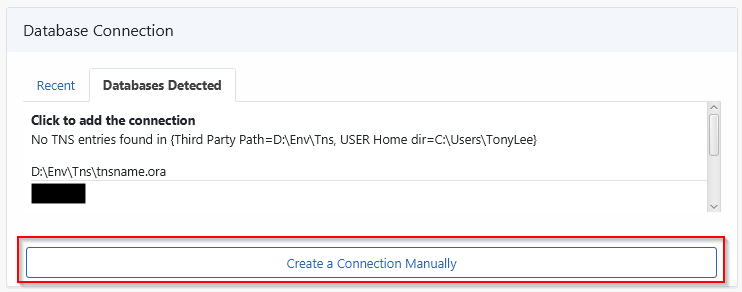 Database Connection
Recent
Databases Detected
Click to add the connection
No TNS entries found in {Third Party Path=D:\Env\Tns, USER Home dir=C:\Users\TonyLee}
D:\Env\Tns\tnsname.ora
Create a Connection Manually